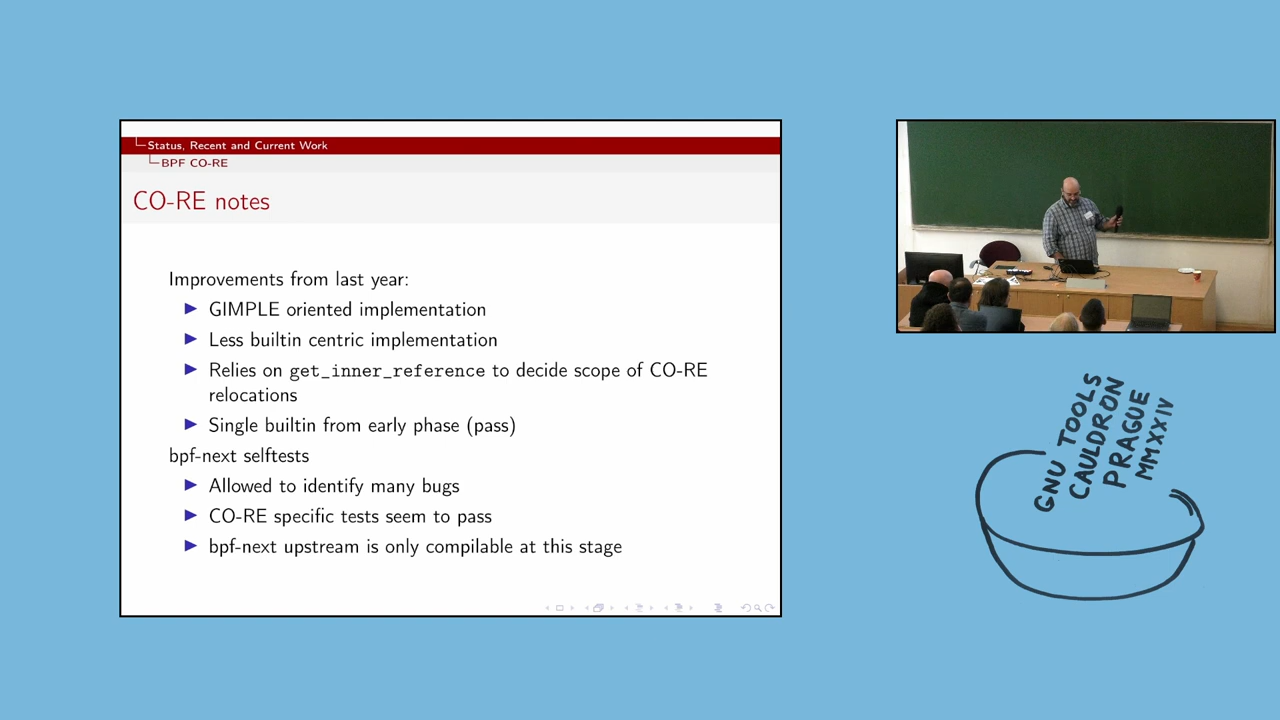 Status, Recent and Current Work
BPF CO-RE
CO-RE notes
Improvements from last year:
GIMPLE oriented implementation
Less builtin centric implementation
Relies on get_inner_reference to decide scope of CO-RE
relocations
Single builtin from early phase (pass)
bpf-next selftests
Allowed to identify many bugs
CO-RE specific tests seem to pass
bpf-next upstream is only compilable at this stage
GNU TOOLS
CAULDRON
PRAGUE
MMXXIV